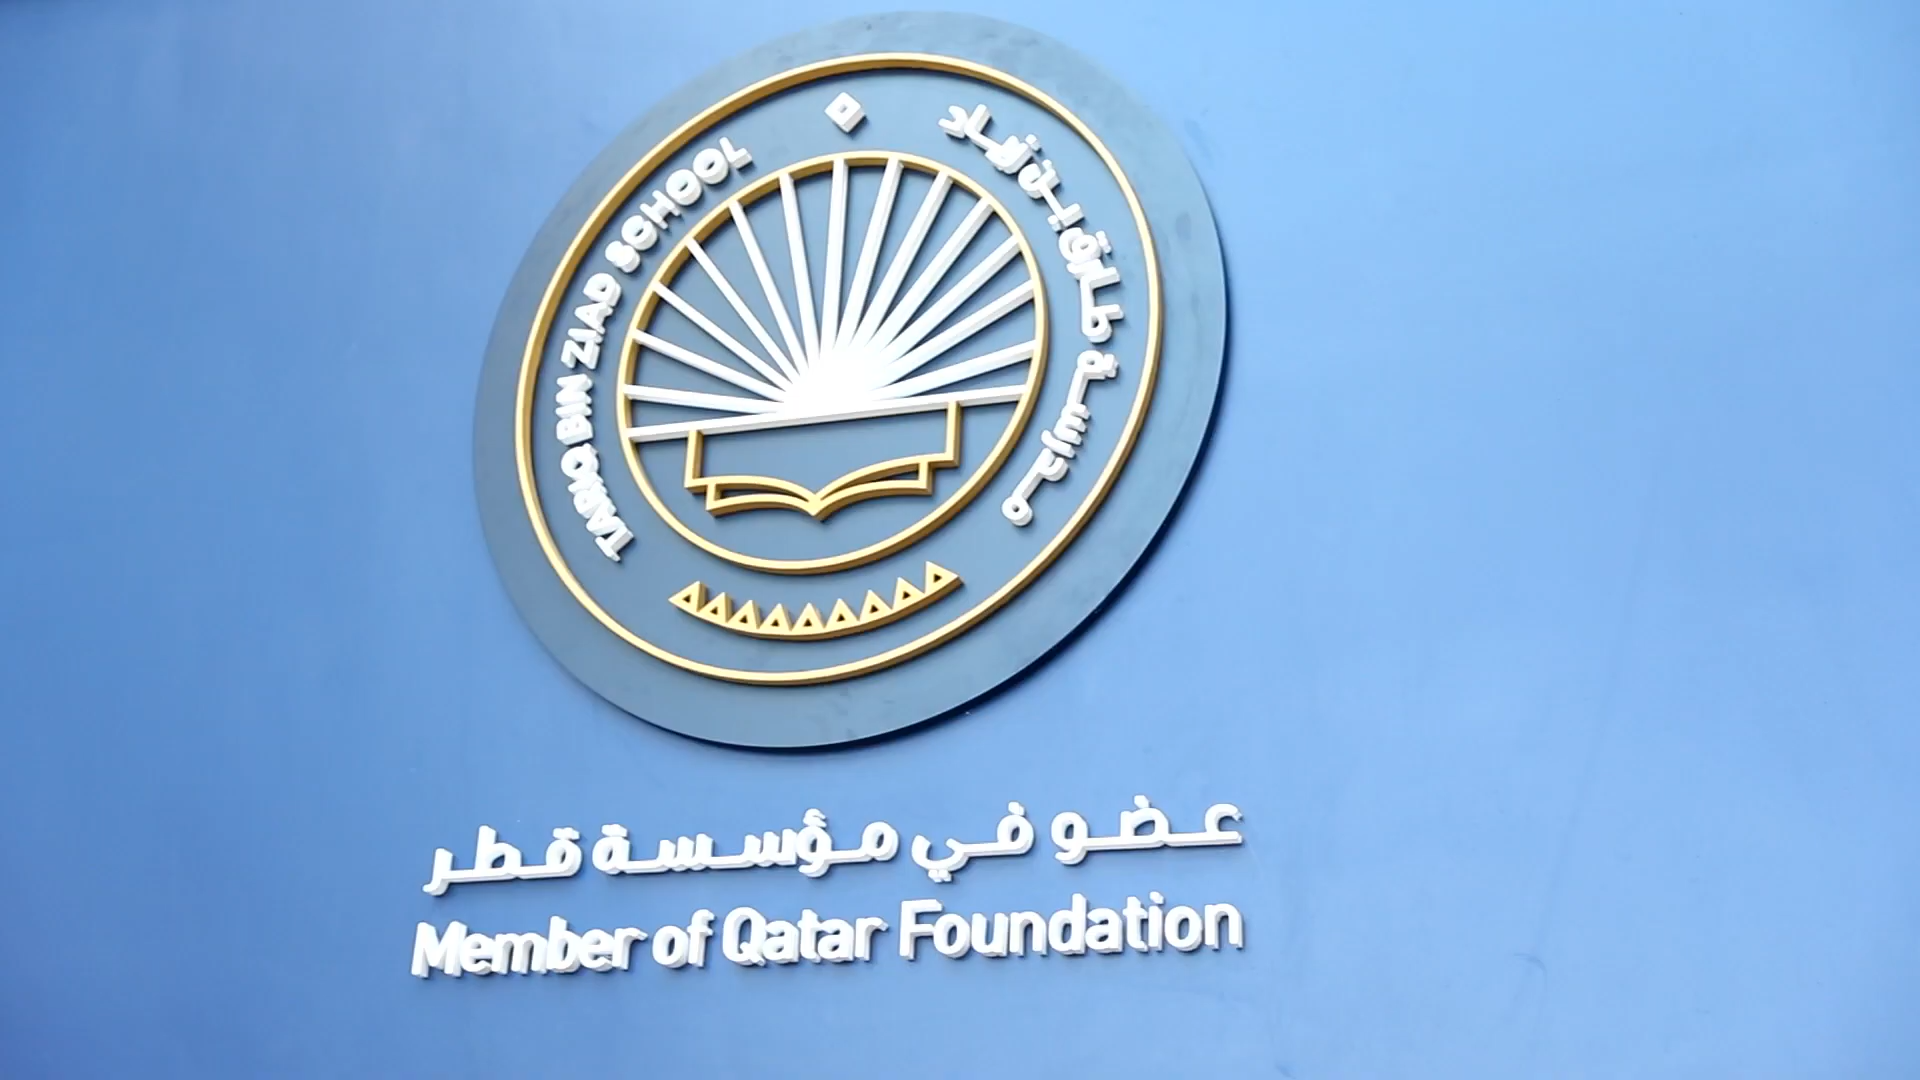 TARIQ BIN ZIAD SCHOOL
مدرسة طارق بن زياد
عضو في مؤسسة قطر
Member of Qatar Foundation